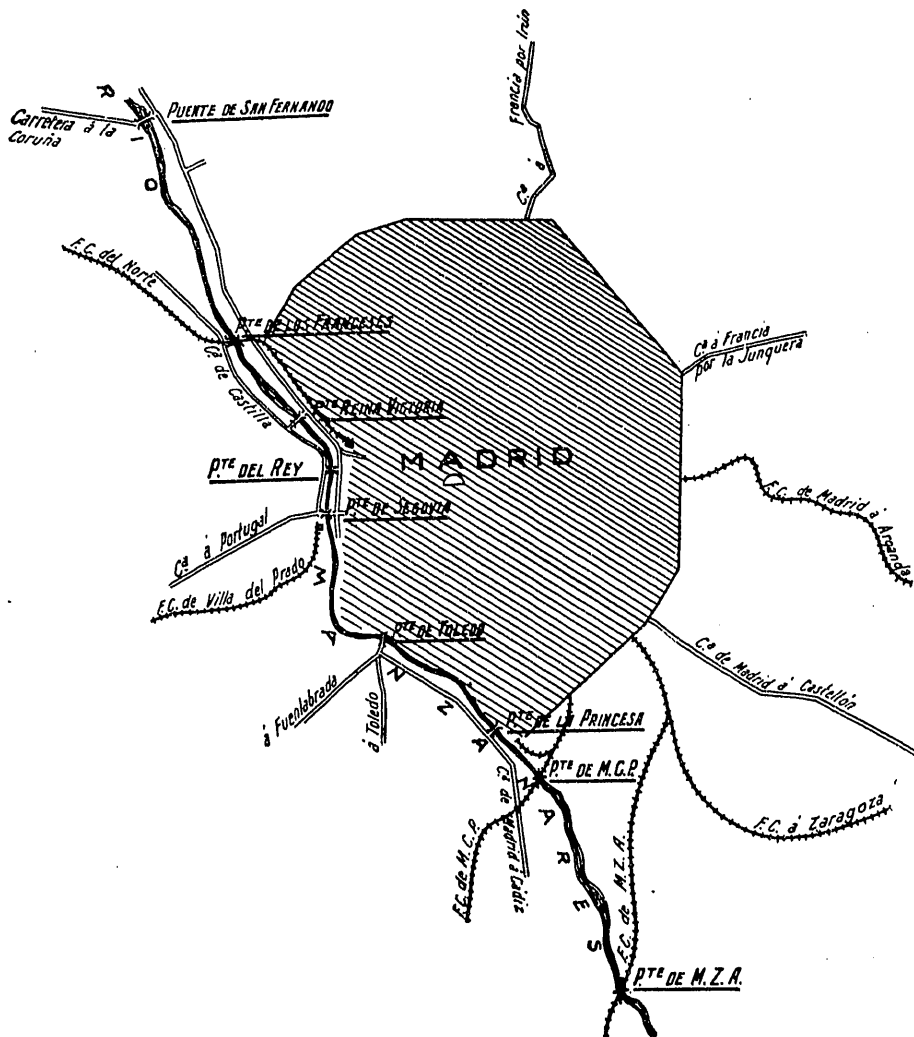 RIO MANZANARES
PUENTE DE SAN FERNANDO
Carretera á la
Coruña
Cª á Francia por Irún
F.C. del Norte
PTE DE LOS FRANCESES
Cª de Castilla
Cª á Francia
por la Junquera
PTE REINA VICTORIA
MADRID
PTE DEL REY
F.C. de Madrid á Arganda
PTE DE SEGOVIA
Cª á Portugal
F.C. de Villa del Prado
PTE DE TOLEDO
á Fuenlabrada
á Toledo
Cª de Madrid á Castellón
PTE DE LA PRINCESA
PTE DE M.C.P.
Cª de Madrid á Cádiz
F.C. de M.C.P.
F.C. á Zaragoza
F.C. de M.Z.A.
PTE DE M.Z.A.